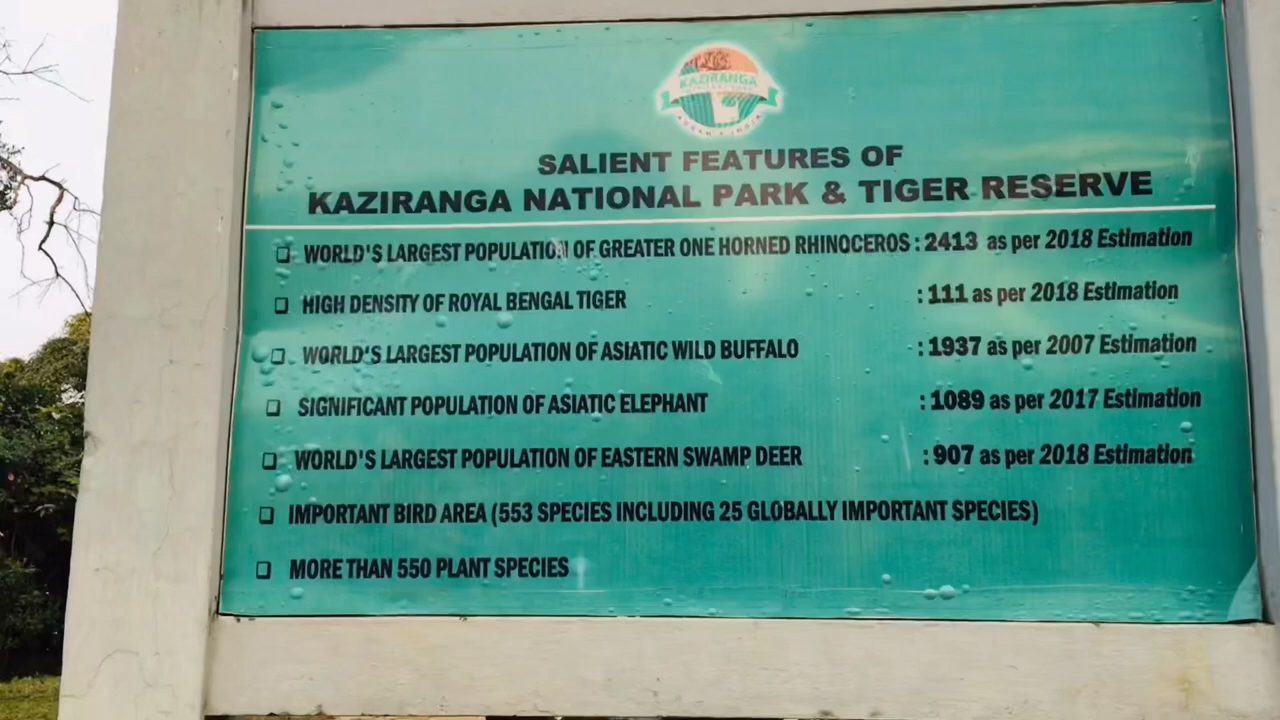 KAZIRANGA
SALIENT FEATURES OF
KAZIRANGA NATIONAL PARK & TIGER RESERVE
❑ WORLD'S LARGEST POPULATION OF GREATER ONE HORNED RHINOCEROS : 2413 as per 2018 Estimation
❑ HIGH DENSITY OF ROYAL BENGAL TIGER : 111 as per 2018 Estimation
❑ WORLD'S LARGEST POPULATION OF ASIATIC WILD BUFFALO : 1937 as per 2007 Estimation
❑ SIGNIFICANT POPULATION OF ASIATIC ELEPHANT : 1089 as per 2017 Estimation
❑ WORLD'S LARGEST POPULATION OF EASTERN SWAMP DEER : 907 as per 2018 Estimation
❑ IMPORTANT BIRD AREA (553 SPECIES INCLUDING 25 GLOBALLY IMPORTANT SPECIES)
❑ MORE THAN 550 PLANT SPECIES